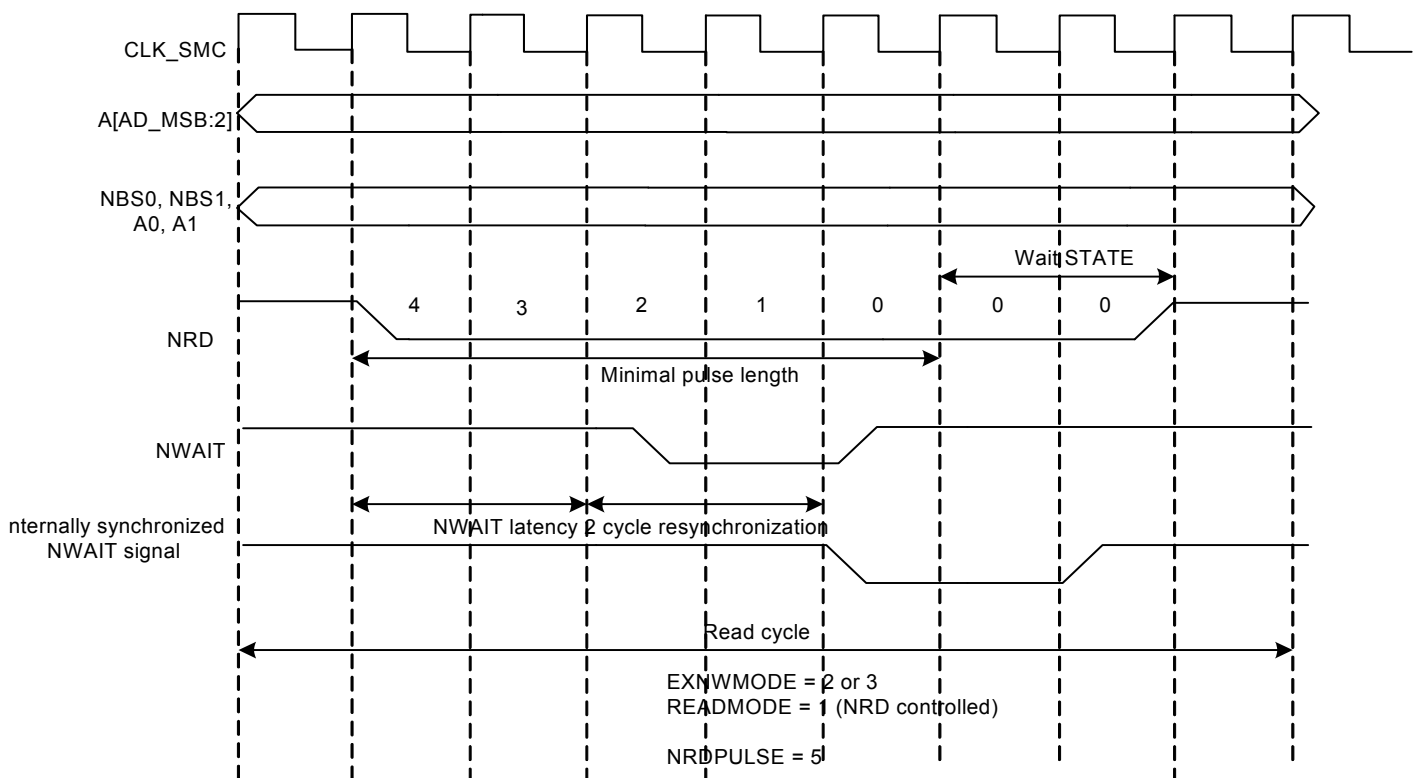 CLK_SMC
A[AD_MSB:2]
NBS0, NBS1,
A0, A1
Wait STATE
4 3 2 1 0 0 0
NRD
Minimal pulse length
NWAIT
nternally synchronized
NWAIT signal
NWAIT latency 2 cycle resynchronization
Read cycle
EXNWMODE = 2 or 3
READMODE = 1 (NRD controlled)
NRDPULSE = 5